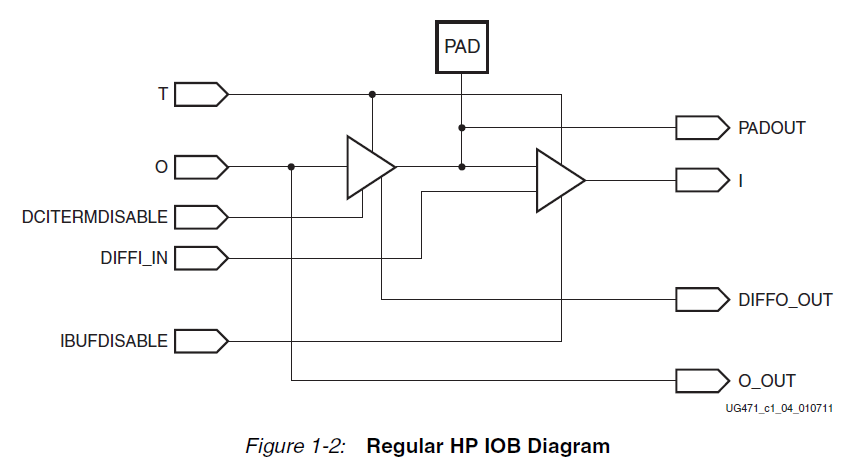 PAD
T
PADOUT
O
I
DCITERMDISABLE
DIFFI_IN
DIFFO_OUT
IBUFDISABLE
O_OUT
UG471_c1_04_010711
Figure 1-2: Regular HP IOB Diagram